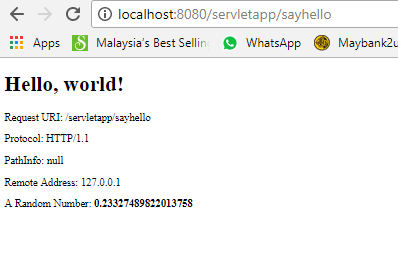 localhost:8080/servletapp/sayhello
Apps Malaysia's Best Sellin WhatsApp Maybank2u
Hello, world!
Request URI: /servletapp/sayhello
Protocol: HTTP/1.1
PathInfo: null
Remote Address: 127.0.0.1
A Random Number: 0.23327489822013758